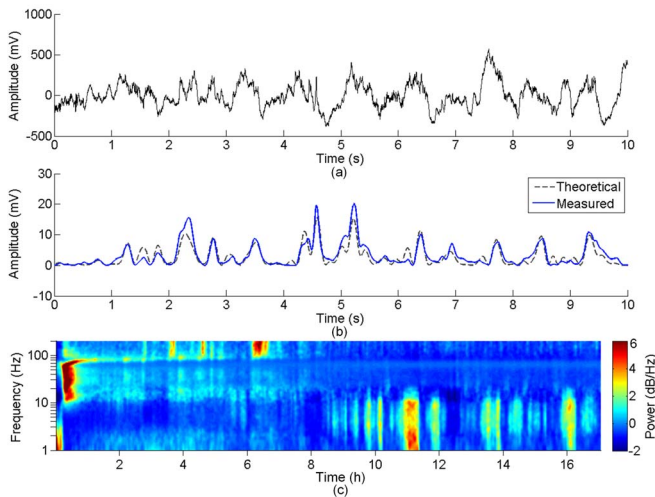 1000
500
0
-500
Amplitude (mV)
0 1 2 3 4 5 6 7 8 9 10
Time (s)
(a)
30
20
10
0
-10
Amplitude (mV)
Theoretical
Measured
0 1 2 3 4 5 6 7 8 9 10
Time (s)
(b)
100
10
1
Frequency (Hz)
2 4 6 8 10 12 14 16
Time (h)
(c)
6
4
2
0
-2
Power (dB/Hz)